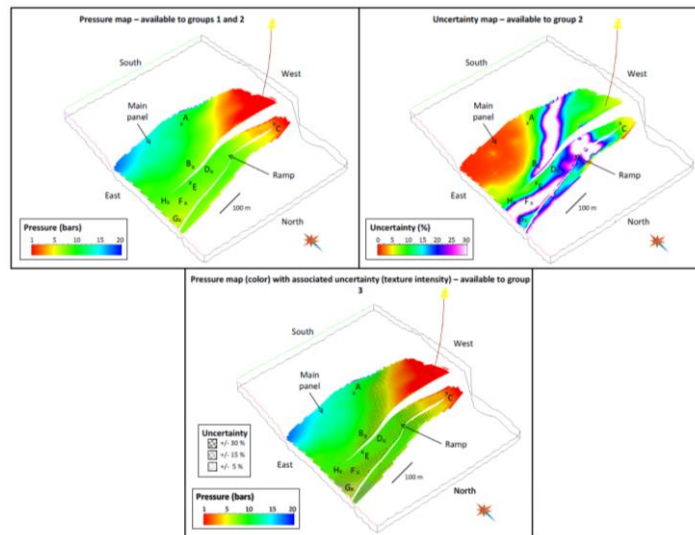 Pressure map – available to groups 1 and 2
South
West
Main
panel
A
C
B
D
E
Ramp
East
H
F
G
100 m
North
Pressure (bars)
1 5 10 15 20
Uncertainty map – available to group 2
South
West
Main
panel
A
C
B
D
E
Ramp
East
H
F
100 m
North
Uncertainty (%)
0 5 10 15 20 25 30
Pressure map (color) with associated uncertainty (texture intensity) – available to group
3
South
West
Main
panel
A
C
B
D
E
Ramp
Uncertainty
+/- 30 %
+/- 15 %
+/- 5 %
East
H
F
G
100 m
North
Pressure (bars)
1 5 10 15 20